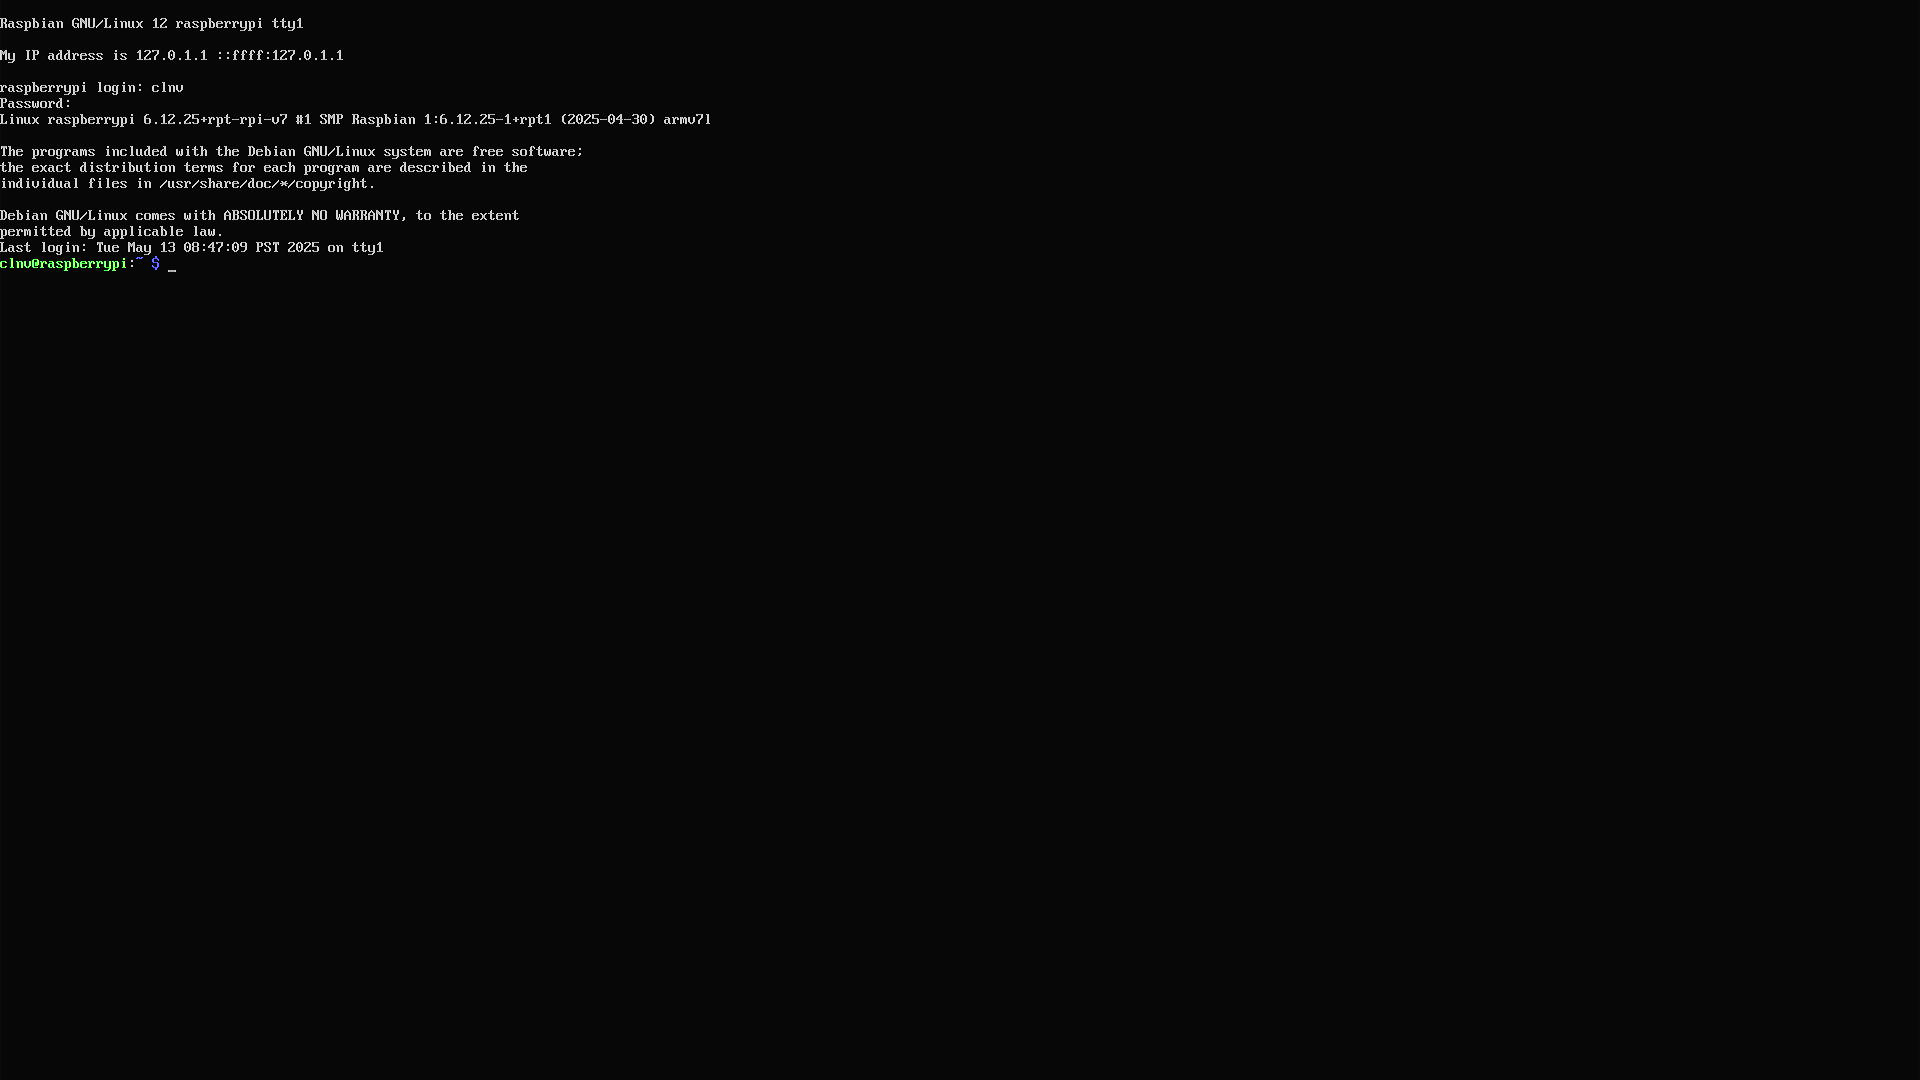 Raspbian GNU/Linux 12 raspberrypi tty1
My IP address is 127.0.1.1 ::ffff:127.0.1.1
raspberrypi login: clnv
Password:
Linux raspberrypi 6.12.25+rpt-rpi-v7 #1 SMP Raspbian 1:6.12.25-1+rpt1 (2025-04-30) armv7l
The programs included with the Debian GNU/Linux system are free software;
the exact distribution terms for each program are described in the
individual files in /usr/share/doc/*/copyright.
Debian GNU/Linux comes with ABSOLUTELY NO WARRANTY, to the extent
permitted by applicable law.
Last login: Tue May 13 08:47:09 PST 2025 on tty1
clnv@raspberrypi:~ $ _